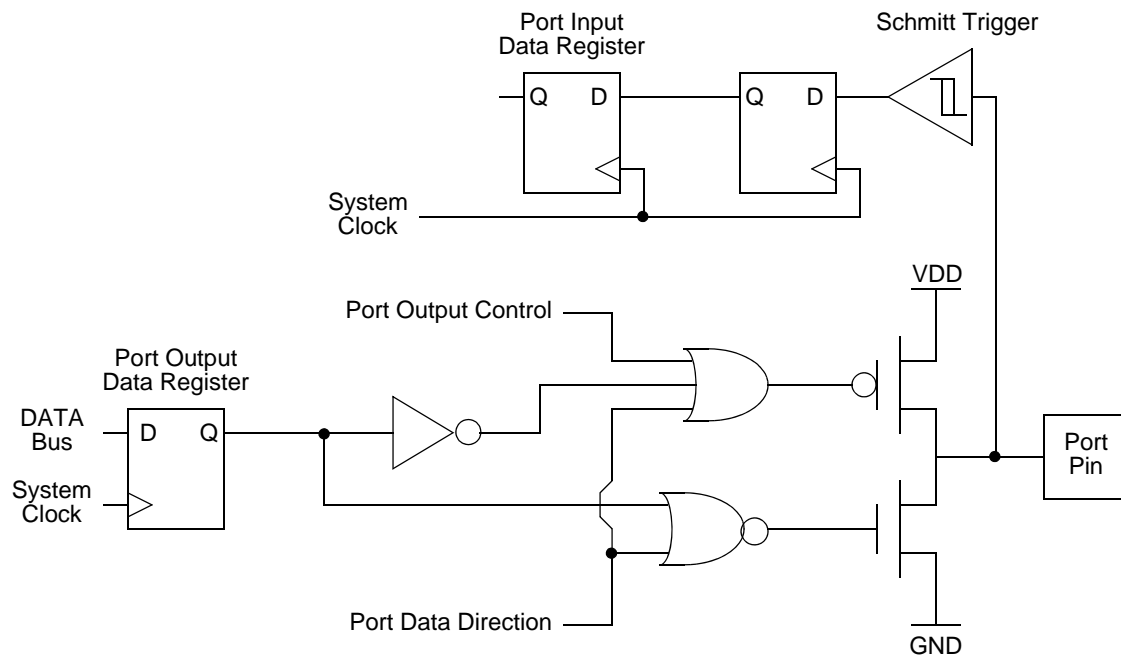 Port Input
Data Register
Schmitt Trigger
Q
D
Q
D
System
Clock
VDD
Port Output Control
Port Output
Data Register
DATA
Bus
D
Q
System
Clock
Port
Pin
Port Data Direction
GND